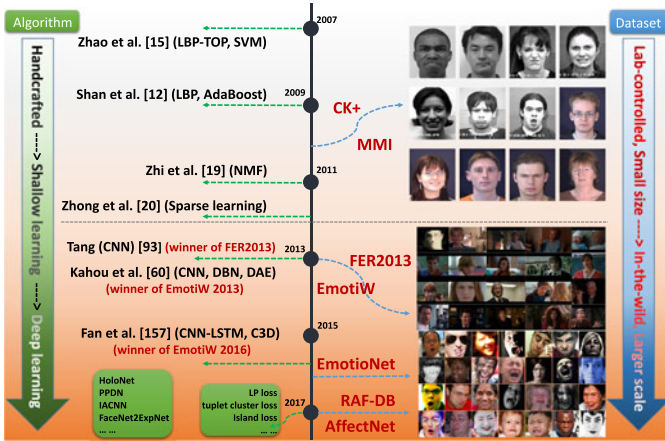 Algorithm
Dataset
2007
Zhao et al. [15] (LBP-TOP, SVM)
Shan et al. [12] (LBP, AdaBoost)
2009
CK+
MMI
Zhi et al. [19] (NMF)
2011
Zhong et al. [20] (Sparse learning)
Tang (CNN) [93] (winner of FER2013)
2013
FER2013
Kahou et al. [60] (CNN, DBN, DAE)
(winner of EmotiW 2013)
EmotiW
2015
Fan et al. [157] (CNN-LSTM, C3D)
(winner of EmotiW 2016)
EmotioNet
HoloNet
PPDN
IACNN
FaceNet2ExpNet
... ...
LP loss
tuplet cluster loss
Island loss
... ...
2017
RAF-DB
AffectNet
Handcrafted ----> Shallow learning ----> Deep learning
Lab-controlled, Small size ----> In-the-wild, Larger scale